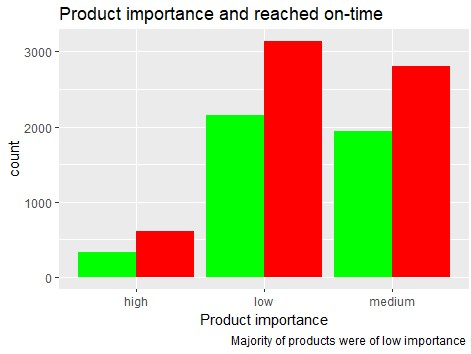 Product importance and reached on-time
3000
2000
1000
0
count
high low medium
Product importance
Majority of products were of low importance